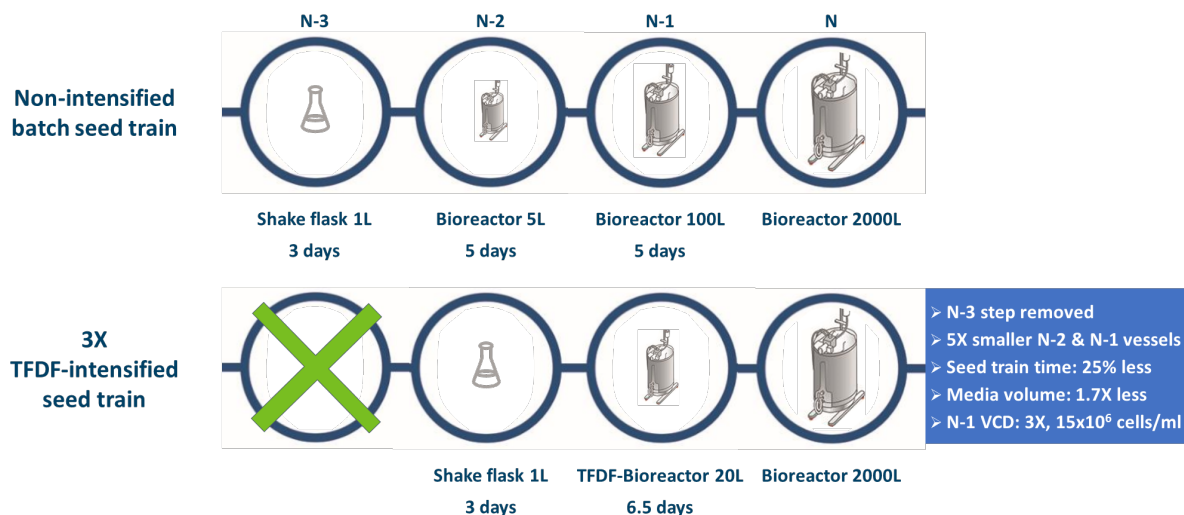 N-3
N-2
N-1
N
Non-intensified
batch seed train
Shake flask 1L
3 days
Bioreactor 5L
5 days
Bioreactor 100L
5 days
Bioreactor 2000L
3X
TFDF-intensified
seed train
➢ N-3 step removed
➢ 5X smaller N-2 & N-1 vessels
➢ Seed train time: 25% less
➢ Media volume: 1.7X less
➢ N-1 VCD: 3X, 15x10⁶ cells/ml
Shake flask 1L
3 days
TFDF-Bioreactor 20L
6.5 days
Bioreactor 2000L